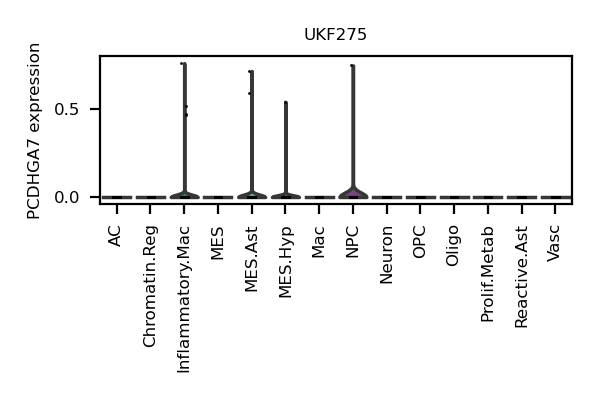 UKF275
PCDHGA7 expression
0.5
0.0
AC
Chromatin.Reg
Inflammatory.Mac
MES
MES.Ast
MES.Hyp
Mac
NPC
Neuron
OPC
Oligo
Prolif.Metab
Reactive.Ast
Vasc